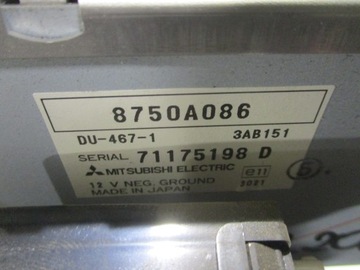 8750A086
DU-467-1 3AB151
SERIAL 71175198 D
MITSUBISHI ELECTRIC e11
12 V NEG. GROUND 2021
MADE IN JAPAN
5